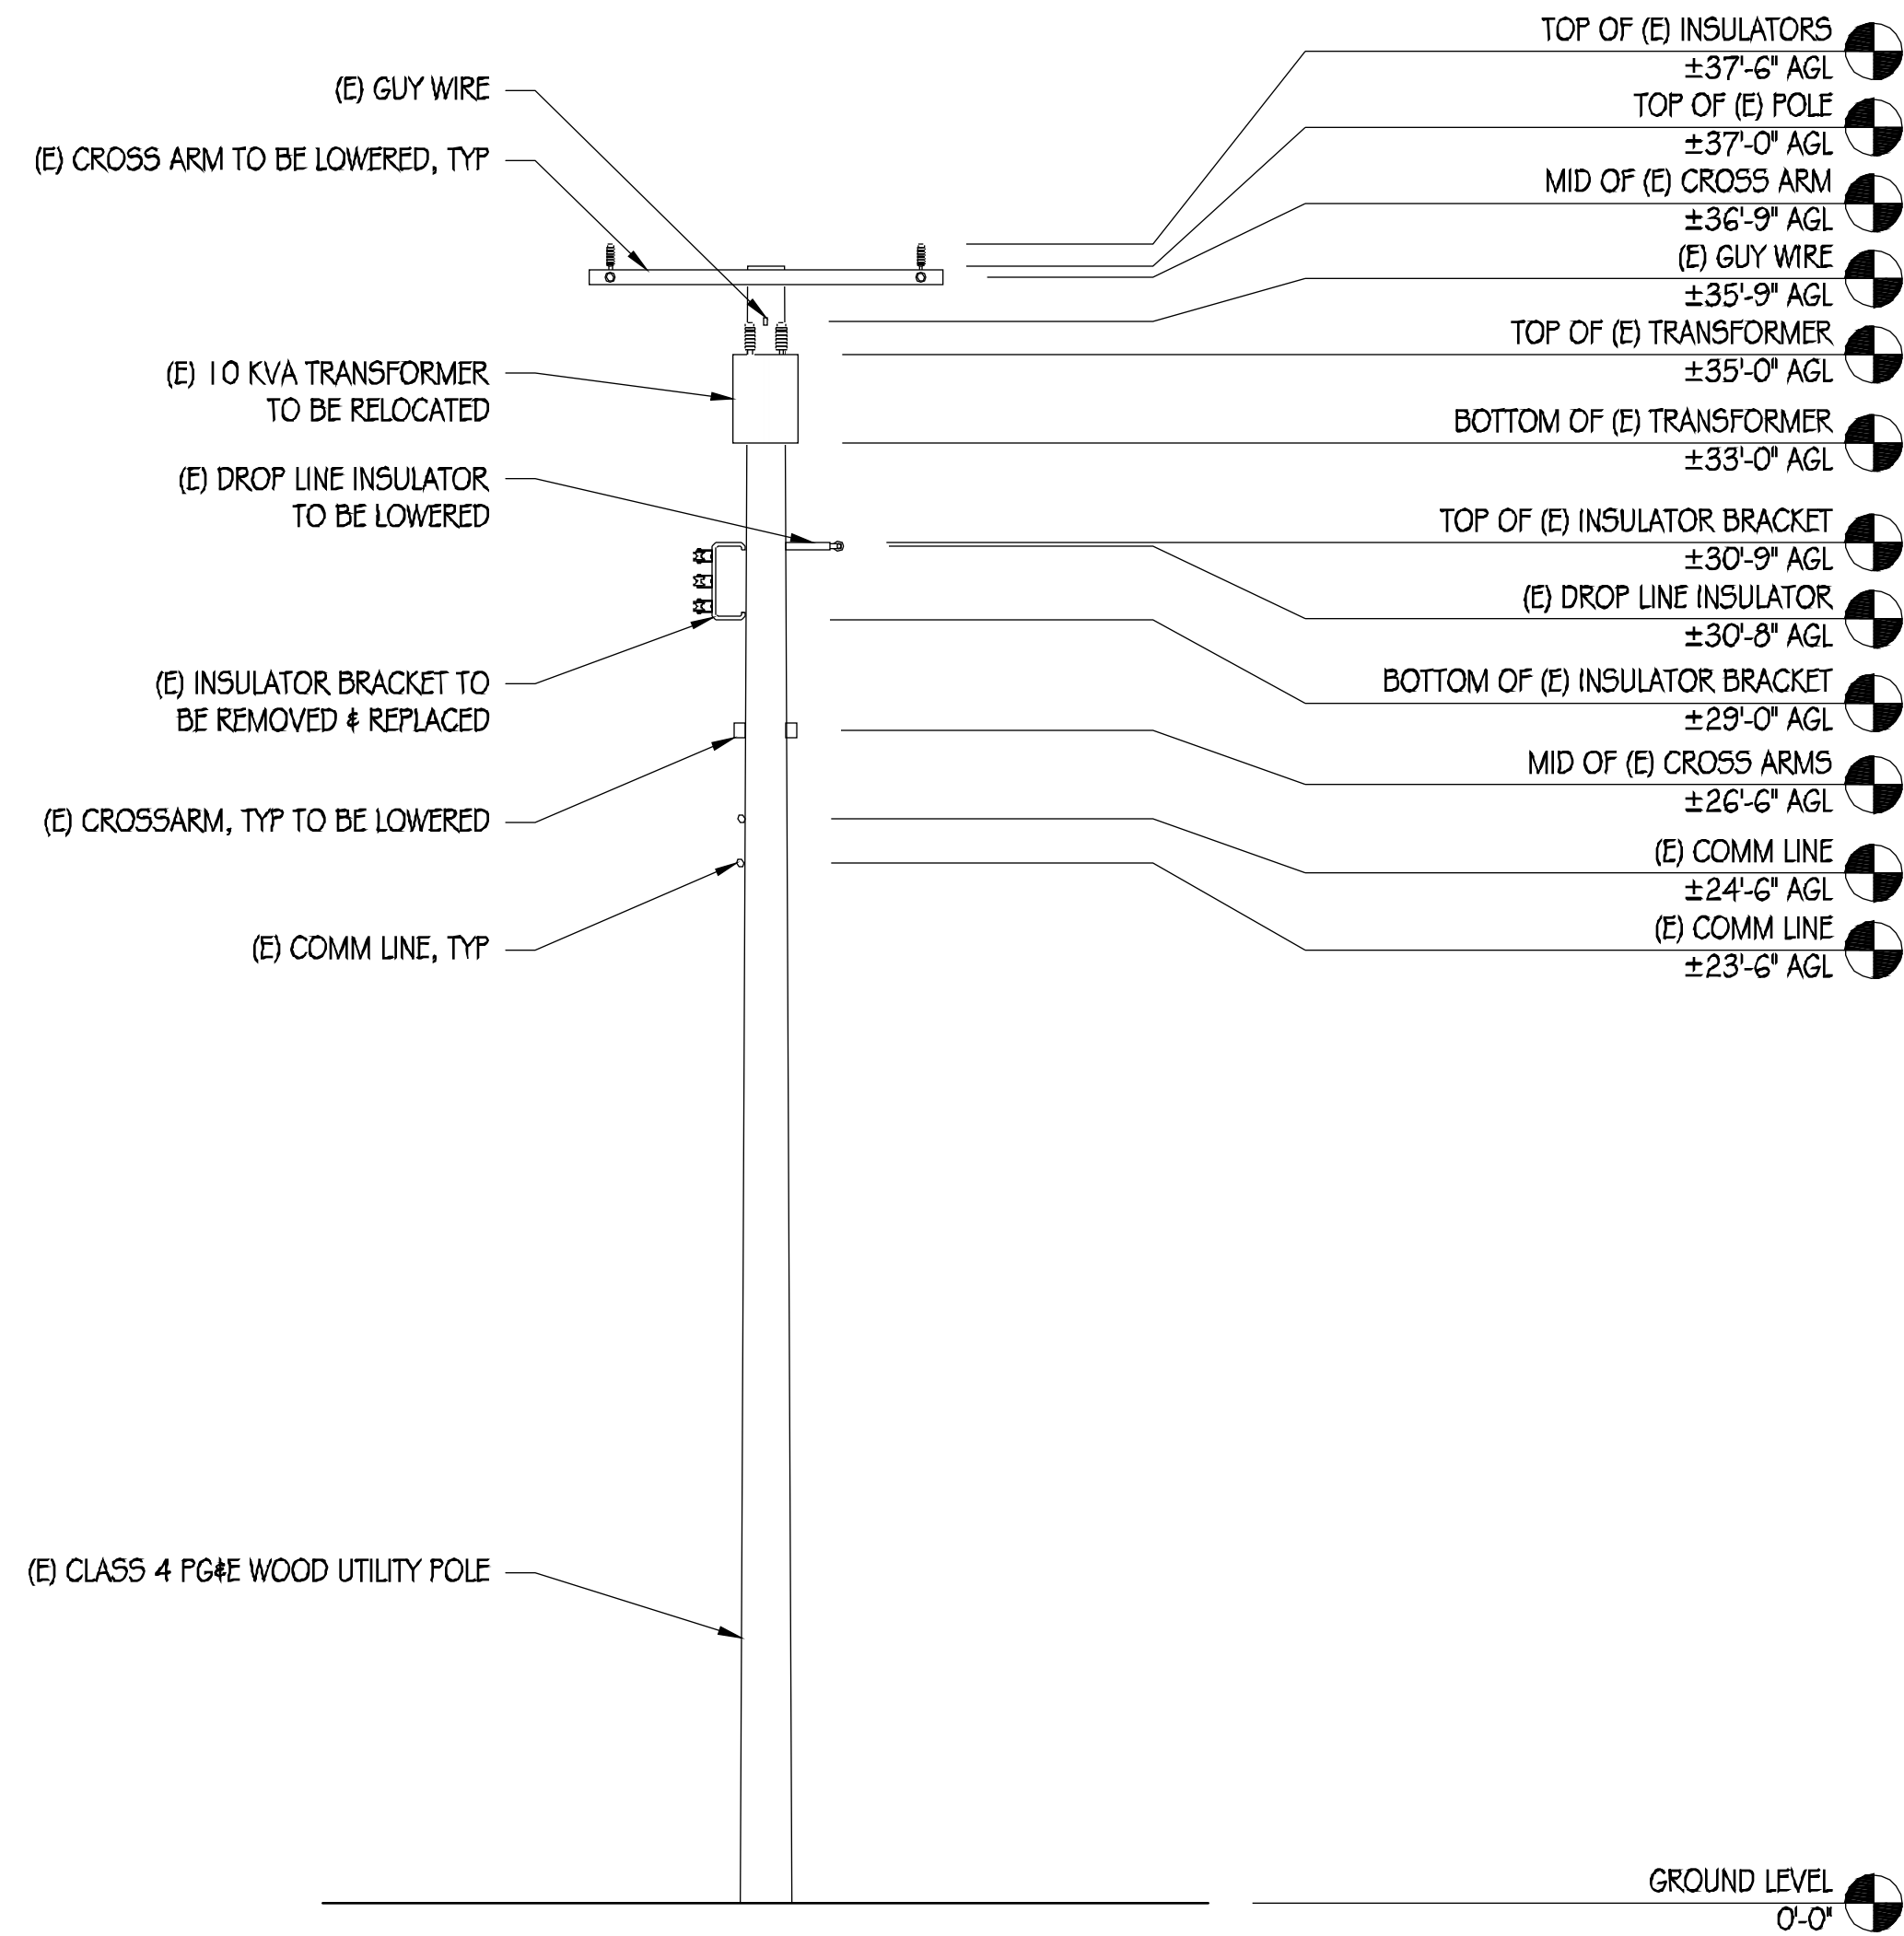 (E) GUY WIRE
(E) CROSS ARM TO BE LOWERED, TYP
(E) 10 KVA TRANSFORMER
TO BE RELOCATED
(E) DROP LINE INSULATOR
TO BE LOWERED
(E) INSULATOR BRACKET TO
BE REMOVED & REPLACED
(E) CROSSARM, TYP TO BE LOWERED
(E) COMM LINE, TYP
(E) CLASS 4 PG&E WOOD UTILITY POLE
TOP OF (E) INSULATORS
±37'-6" AGL
TOP OF (E) POLE
±37'-0" AGL
MID OF (E) CROSS ARM
±36'-9" AGL
(E) GUY WIRE
±35'-9" AGL
TOP OF (E) TRANSFORMER
±35'-0" AGL
BOTTOM OF (E) TRANSFORMER
±33'-0" AGL
TOP OF (E) INSULATOR BRACKET
±30'-9" AGL
(E) DROP LINE INSULATOR
±30'-8" AGL
BOTTOM OF (E) INSULATOR BRACKET
±29'-0" AGL
MID OF (E) CROSS ARMS
±26'-6" AGL
(E) COMM LINE
±24'-6" AGL
(E) COMM LINE
±23'-6" AGL
GROUND LEVEL
0'-0"